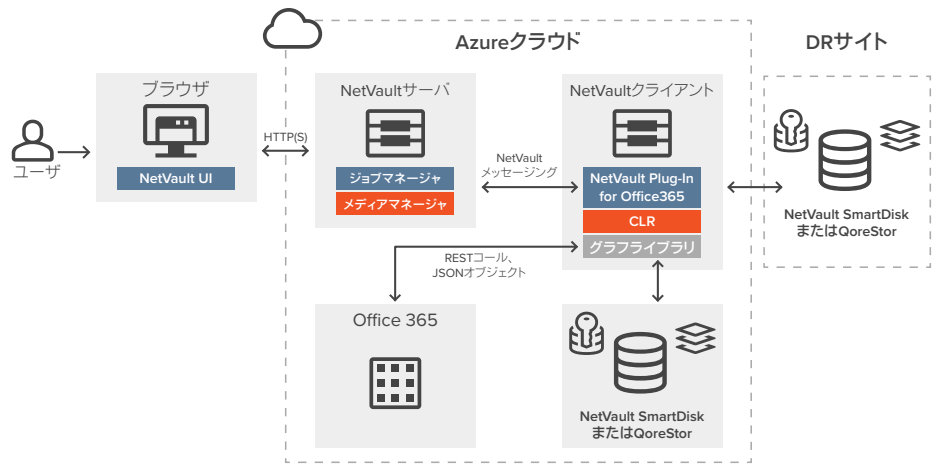 Azureクラウド
DRサイト
ブラウザ
NetVaultサーバ
NetVaultクライアント
HTTP(S)
ユーザ
NetVault UI
ジョブマネージャ
メディアマネージャ
NetVault
メッセージング
NetVault Plug-In
for Office365
CLR
グラフライブラリ
NetVault SmartDisk
またはQoreStor
RESTコール、
JSONオブジェクト
Office 365
NetVault SmartDisk
またはQoreStor